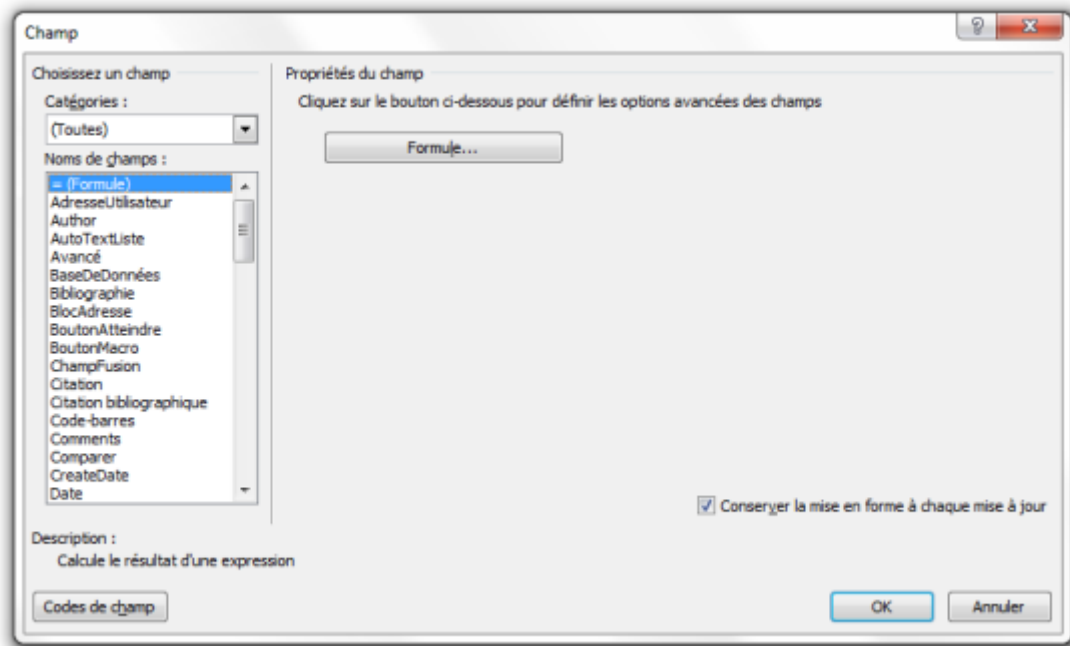 Champ
Choisissez un champ
Catégories :
(Toutes)
Noms de champs :
= (Formule)
AdresseUtilisateur
Author
AutoTextListe
Avancé
BaseDeDonnées
Bibliographie
BlocAdresse
BoutonAtteindre
BoutonMacro
ChampFusion
Citation
Citation bibliographique
Code-barres
Comments
Comparer
CreateDate
Date
Propriétés du champ
Cliquez sur le bouton ci-dessous pour définir les options avancées des champs
Formule...
Conserver la mise en forme à chaque mise à jour
Description :
Calcule le résultat d'une expression
Codes de champ
OK
Annuler